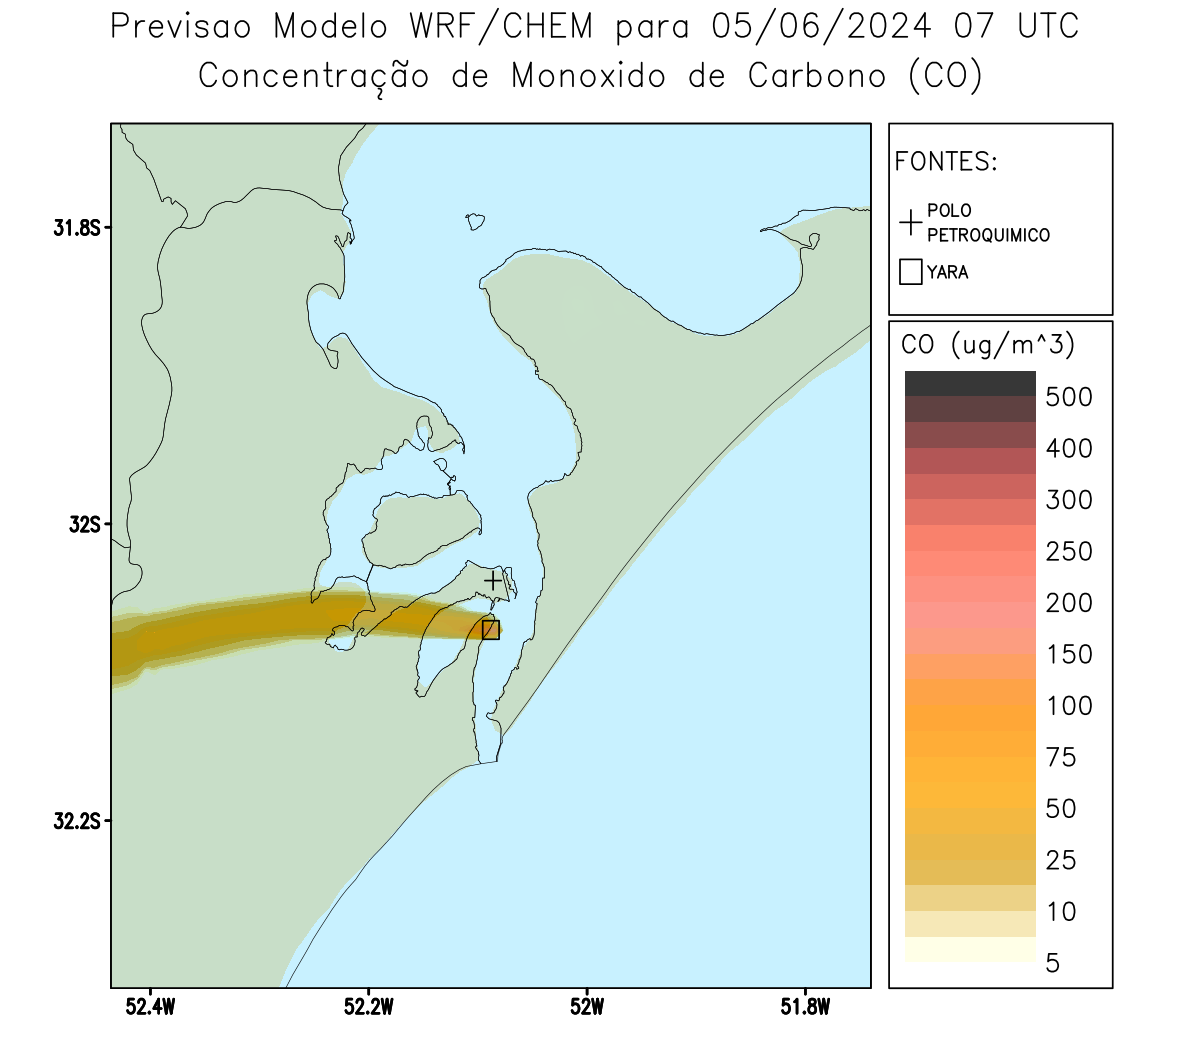 Previsao Modelo WRF/CHEM para 05/06/2024 07 UTC
Concentração de Monoxido de Carbono (CO)
FONTES:
POLO
PETROQUIMICO
YARA
CO (ug/m^3)
500
400
300
250
200
150
100
75
50
25
10
5
31.8S
32S
32.2S
52.4W
52.2W
52W
51.8W